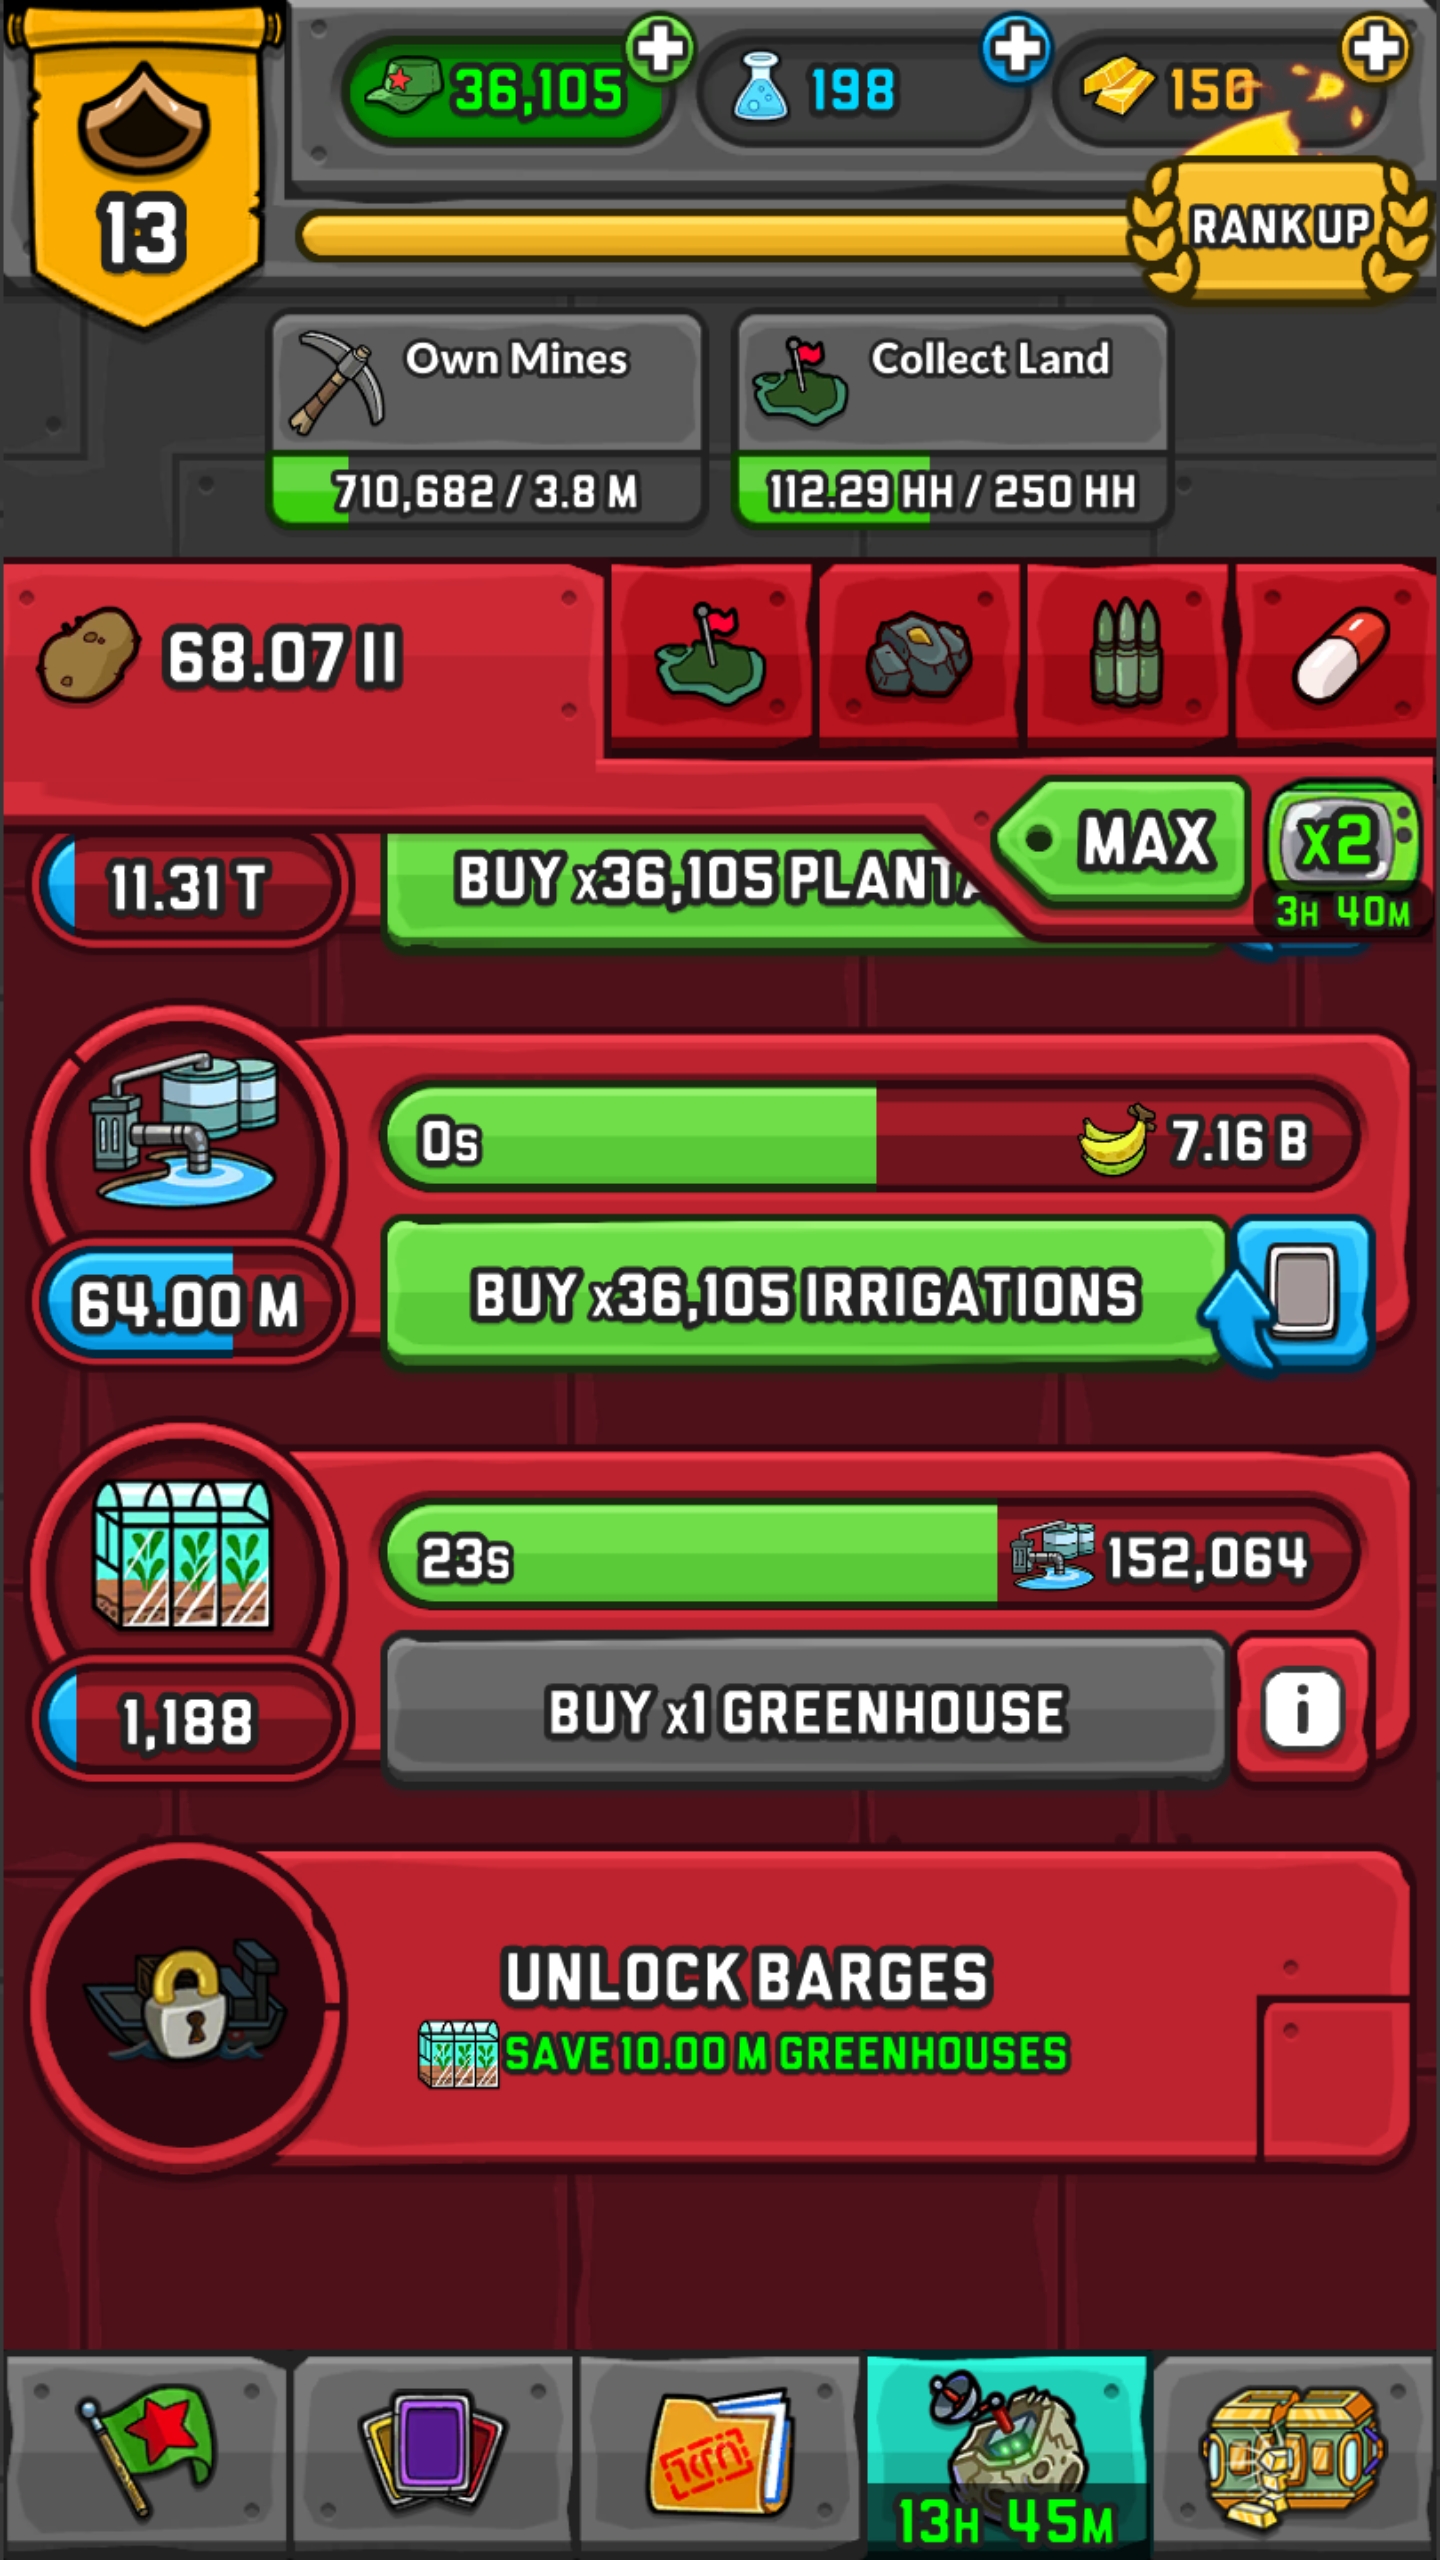 36,105
198
150
13
RANK UP
Own Mines
Collect Land
710,682 / 3.8 M
112.29 HH / 250 HH
68.07 II
MAX
x2
3H 40M
11.31 T
BUY x36,105
0s
7.16 B
64.00 M
BUY x36,105 IRRIGATIONS
23s
152,064
1,188
BUY x1 GREENHOUSE
i
UNLOCK BARGES
SAVE 10.00 M GREENHOUSES
13H 45M